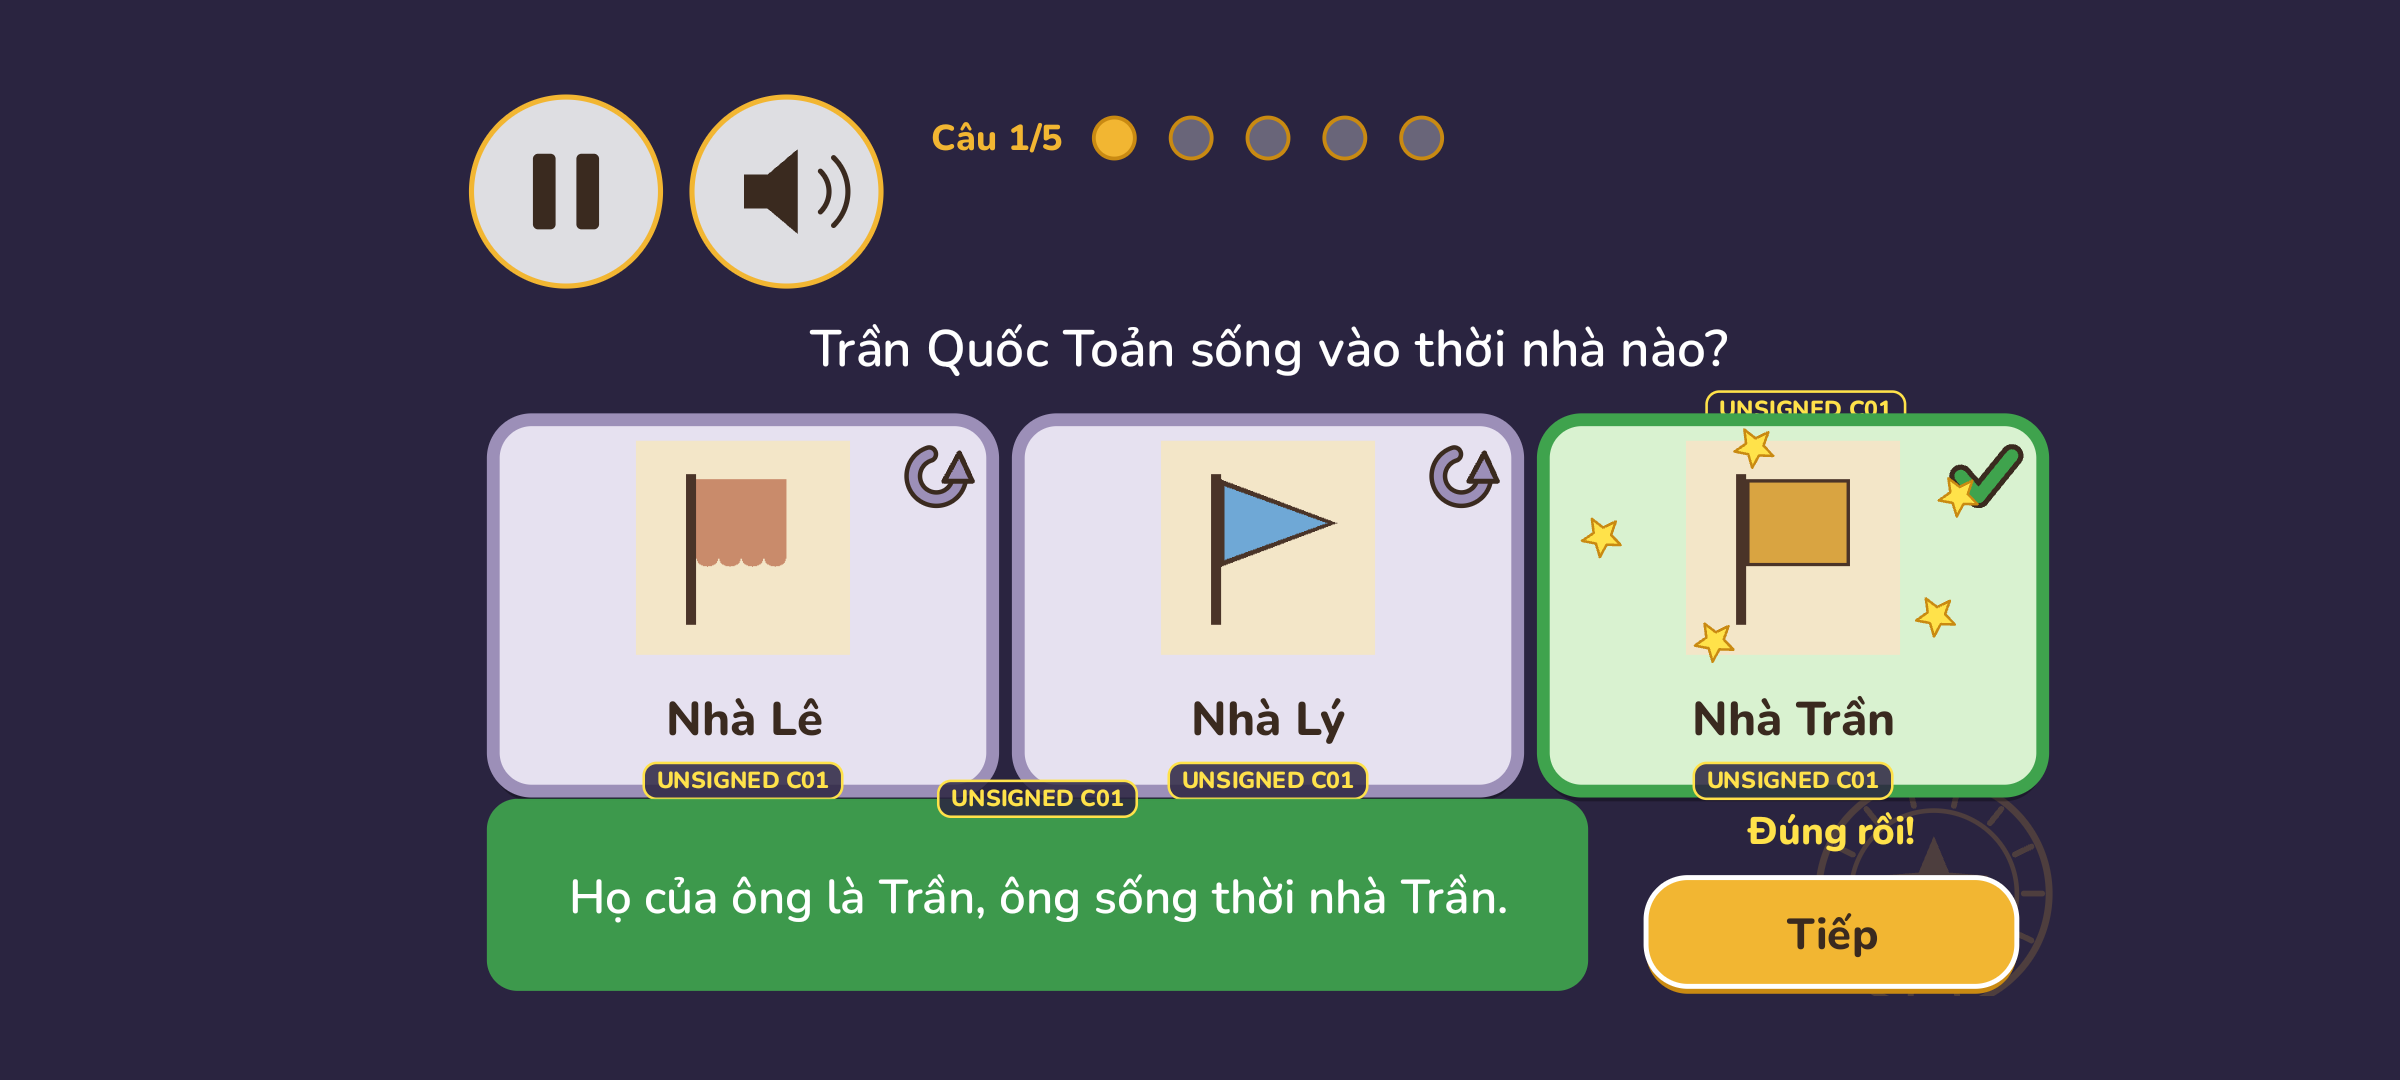 Câu 1/5
Trần Quốc Toản sống vào thời nhà nào?
UNSIGNED C01
Nhà Lê
Nhà Lý
Nhà Trần
UNSIGNED C01
UNSIGNED C01
UNSIGNED C01
UNSIGNED C01
Họ của ông là Trần, ông sống thời nhà Trần.
Đúng rồi!
Tiếp